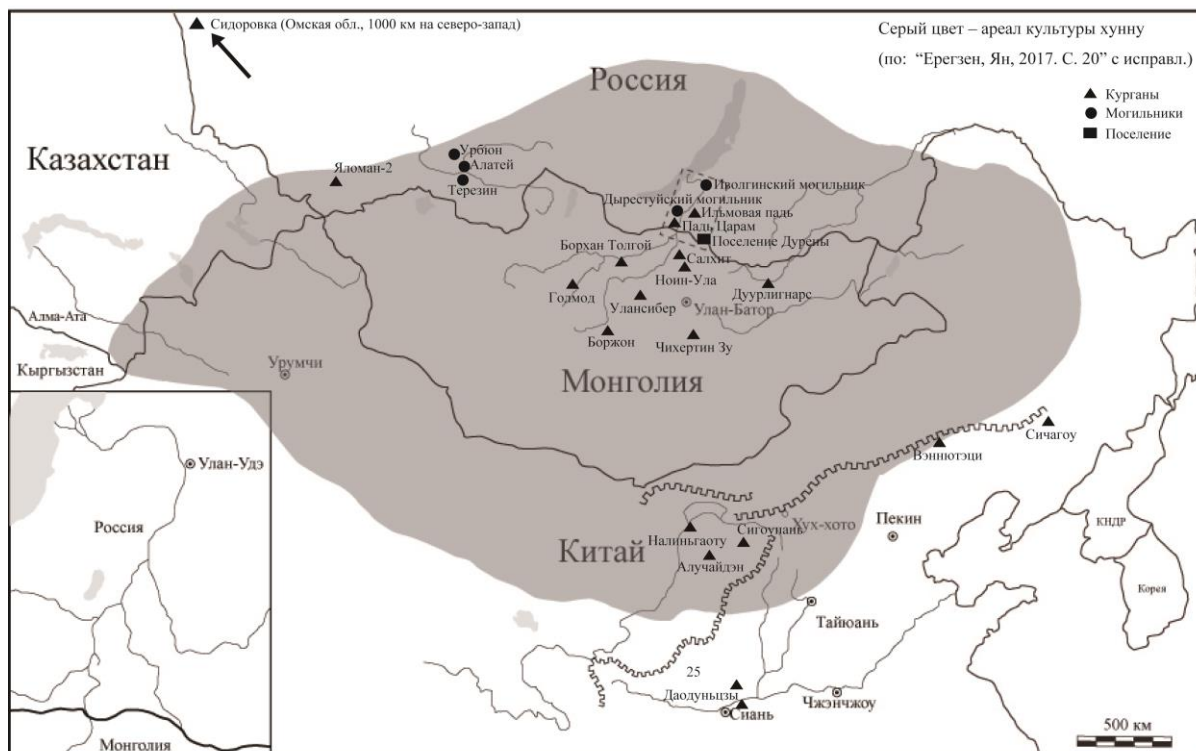 Сидоровка (Омская обл., 1000 км на северо-запад)
Серый цвет – ареал культуры хунну
(по: “Ерегзен, Ян, 2017. С. 20” с исправл.)
Курганы
Могильники
Поселение
Россия
Казахстан
Урбюн
Алатей
Терезин
Яломан-2
Иволгинский могильник
Дырестуйский могильник
Ильмовая падь
Падь Царам
Поселение Дурены
Борхан Толгой
Салхит
Ноин-Ула
Голмод
Улансибер
Дуурлигнарс
Улан-Батор
Боржон
Чихертин Зу
Алма-Ата
Кыргызстан
Урумчи
Монголия
Сичагоу
Вэннютэци
Хух-хото
Пекин
КНДР
Корея
Налиньгаоту
Сигоупань
Алучайдэн
Китай
Тайюань
25
Даодуньцзы
Сиань
Чжэнчжоу
500 км
Улан-Удэ
Россия
Монголия